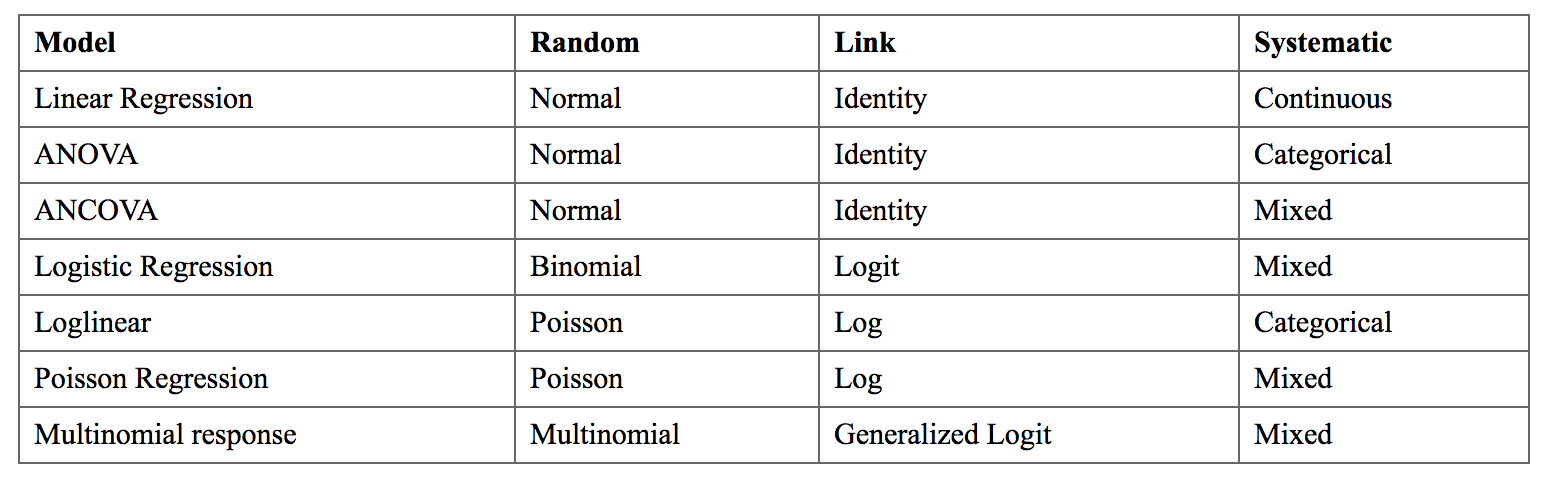 Model Random Link Systematic
Linear Regression Normal Identity Continuous
ANOVA Normal Identity Categorical
ANCOVA Normal Identity Mixed
Logistic Regression Binomial Logit Mixed
Loglinear Poisson Log Categorical
Poisson Regression Poisson Log Mixed
Multinomial response Multinomial Generalized Logit Mixed